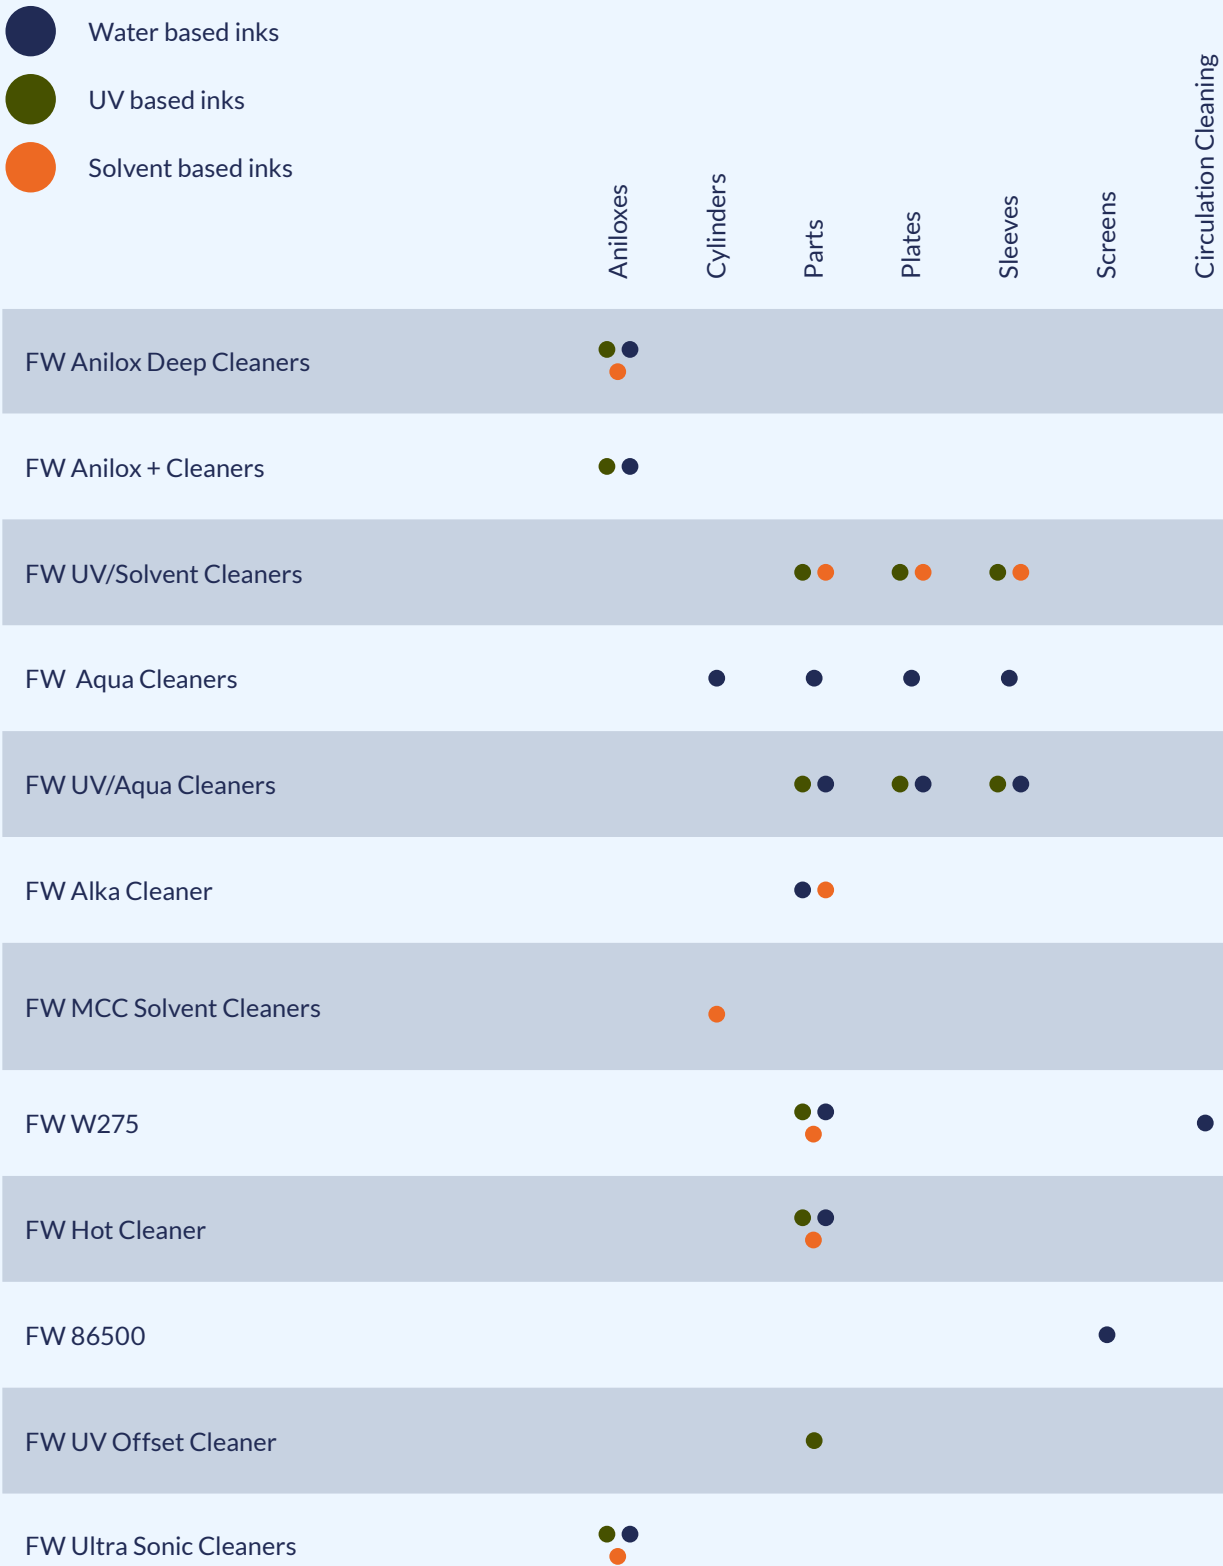 Water based inks
UV based inks
Solvent based inks
Aniloxes
Cylinders
Parts
Plates
Sleeves
Screens
Circulation Cleaning
FW Anilox Deep Cleaners
FW Anilox + Cleaners
FW UV/Solvent Cleaners
FW Aqua Cleaners
FW UV/Aqua Cleaners
FW Alka Cleaner
FW MCC Solvent Cleaners
FW W275
FW Hot Cleaner
FW 86500
FW UV Offset Cleaner
FW Ultra Sonic Cleaners